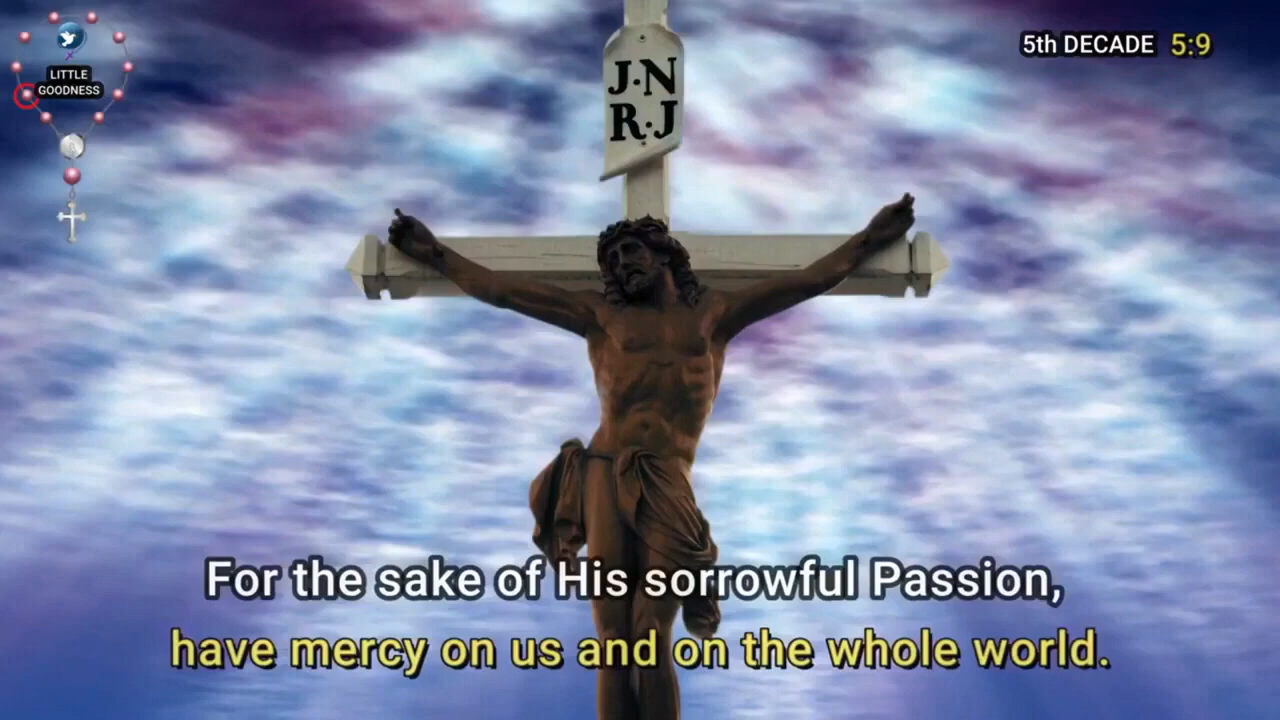 LITTLE
GOODNESS
5th DECADE 5:9
J·N
R·J
For the sake of His sorrowful Passion,
have mercy on us and on the whole world.